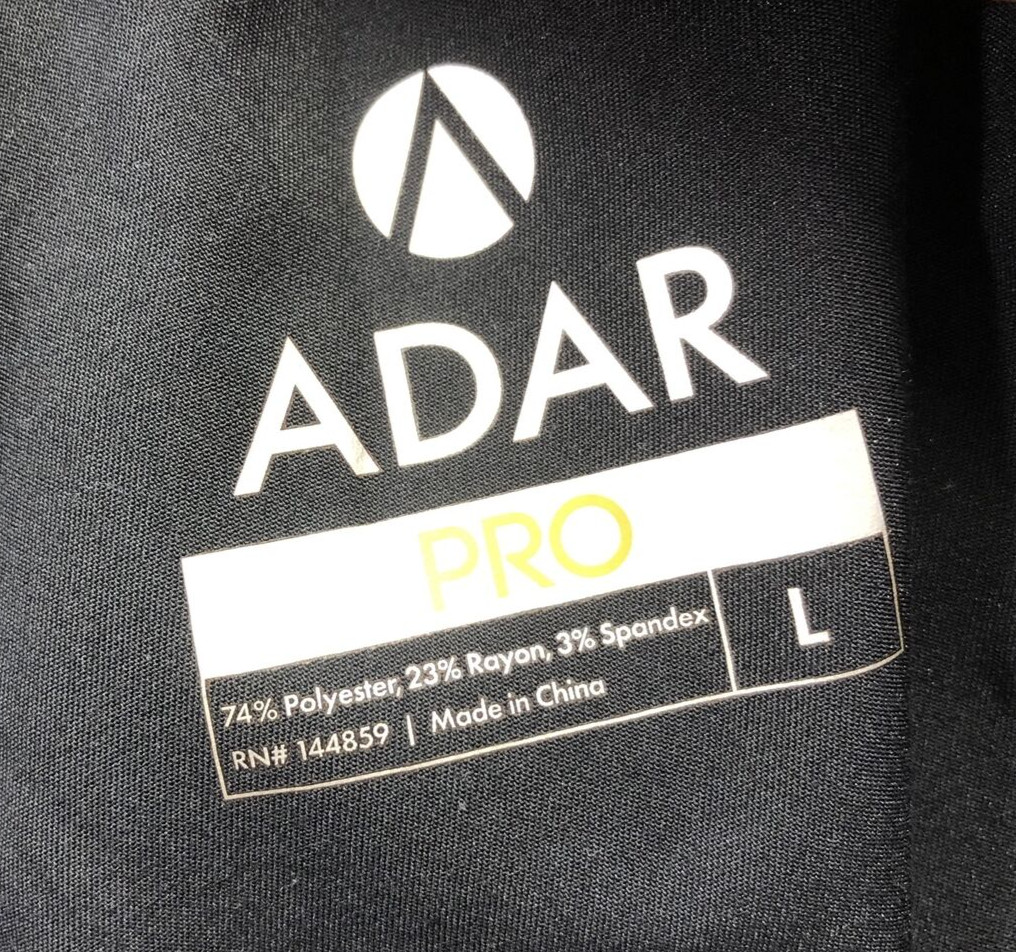 ADAR
PRO
74% Polyester, 23% Rayon, 3% Spandex
RN# 144859 | Made in China
L